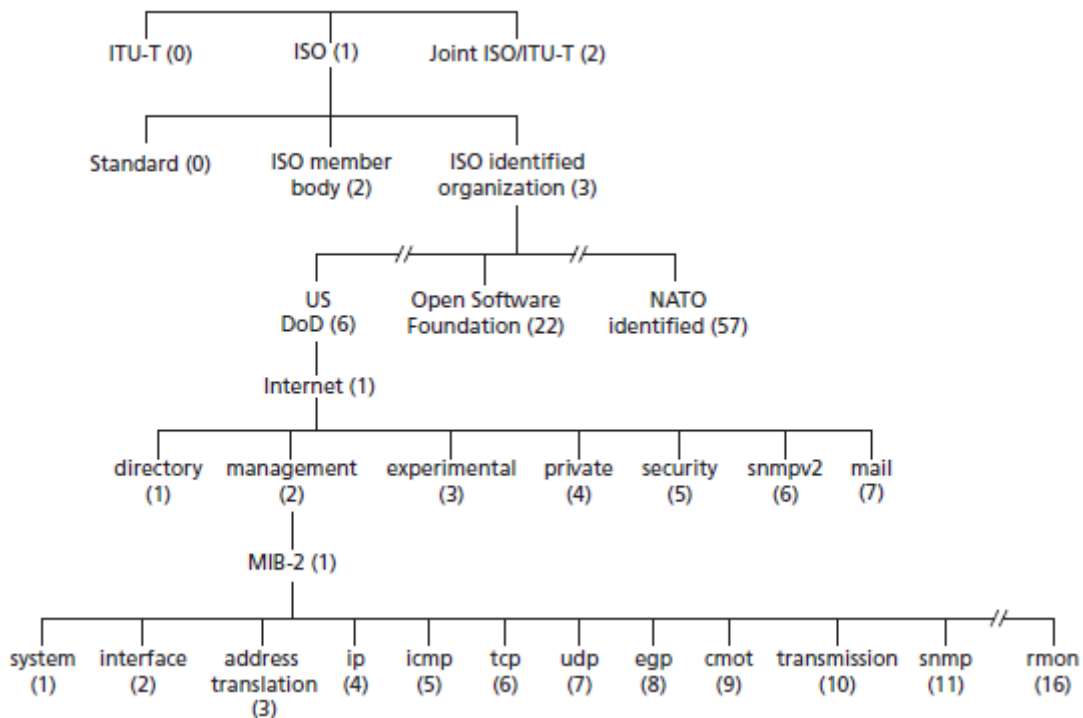 ITU-T (0) ISO (1) Joint ISO/ITU-T (2)
Standard (0) ISO member ISO identified
body (2) organization (3)
US Open Software NATO
DoD (6) Foundation (22) identified (57)
Internet (1)
directory management experimental private security snmpv2 mail
(1) (2) (3) (4) (5) (6) (7)
MIB-2 (1)
system interface address ip icmp tcp udp egp cmot transmission snmp rmon
(1) (2) translation (4) (5) (6) (7) (8) (9) (10) (11) (16)
(3)